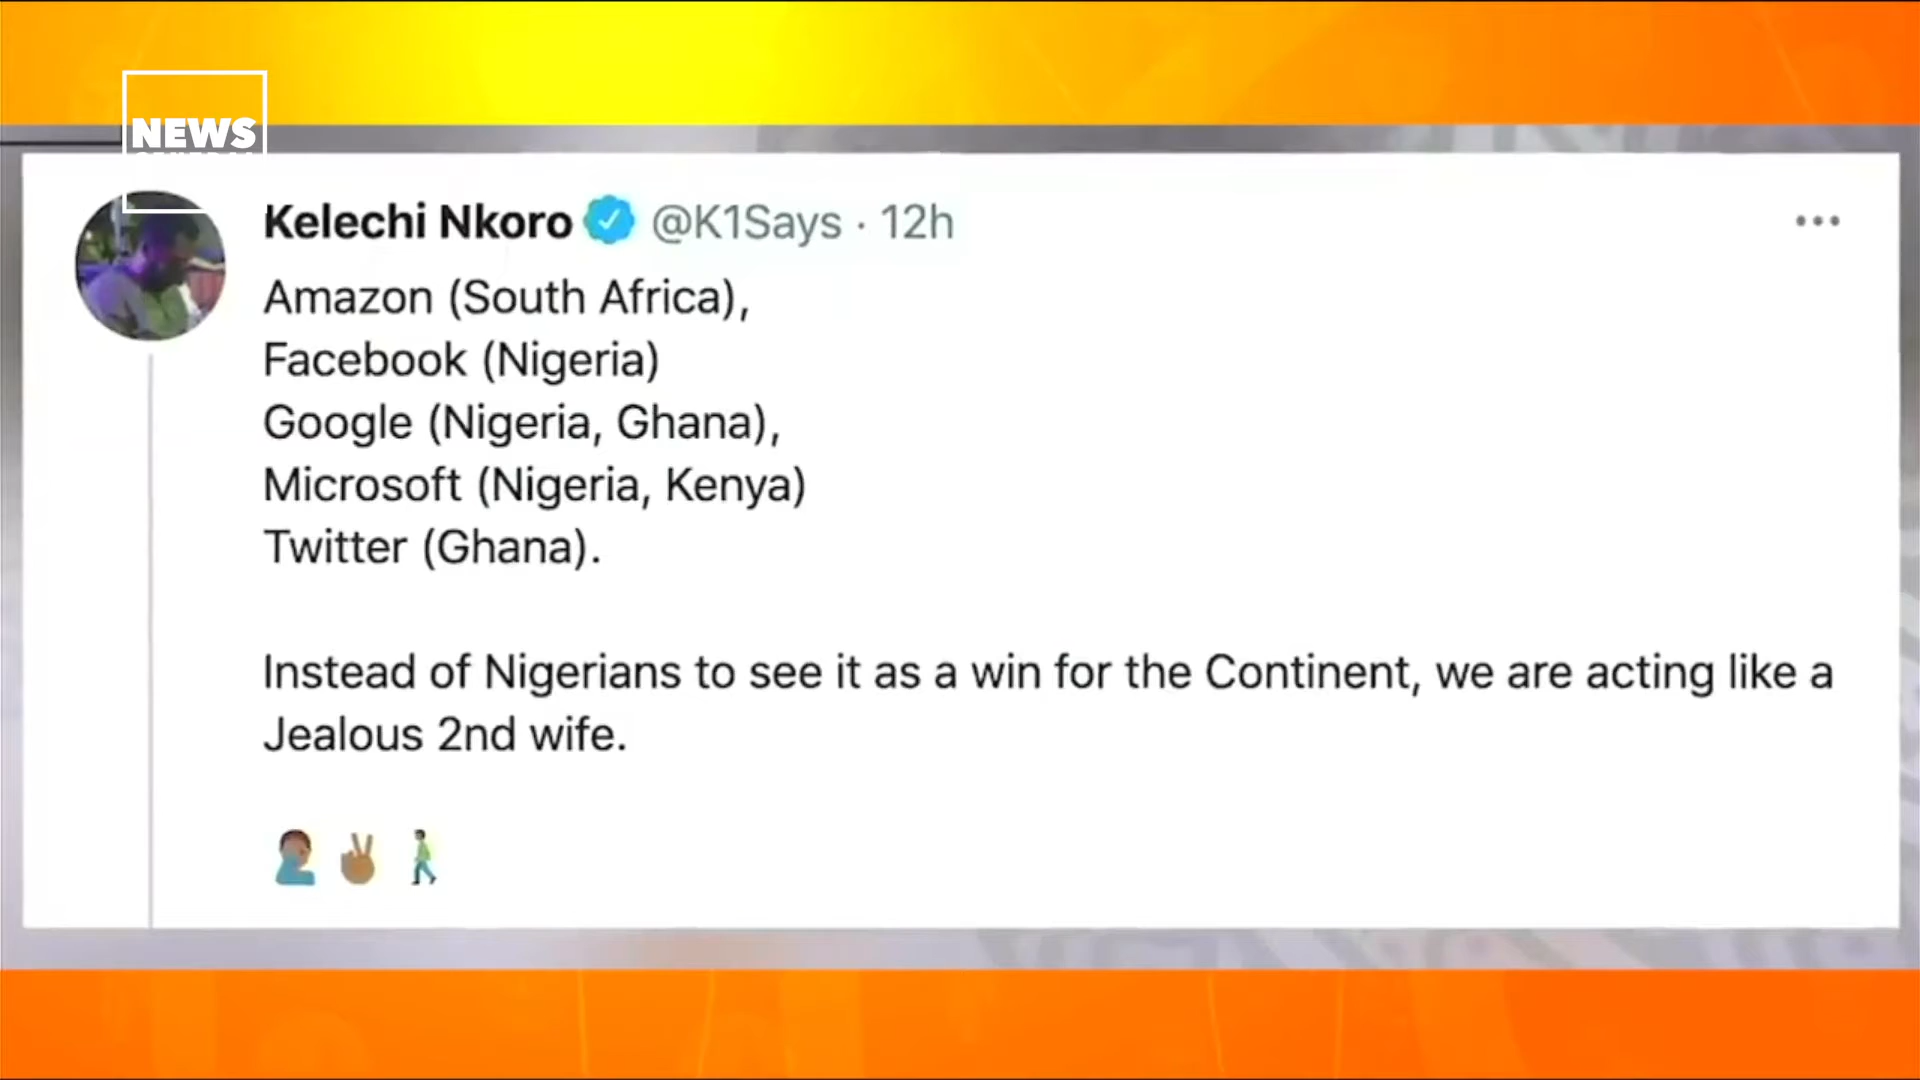 NEWS
Kelechi Nkoro @K1Says · 12h
Amazon (South Africa),
Facebook (Nigeria)
Google (Nigeria, Ghana),
Microsoft (Nigeria, Kenya)
Twitter (Ghana).
Instead of Nigerians to see it as a win for the Continent, we are acting like a
Jealous 2nd wife.